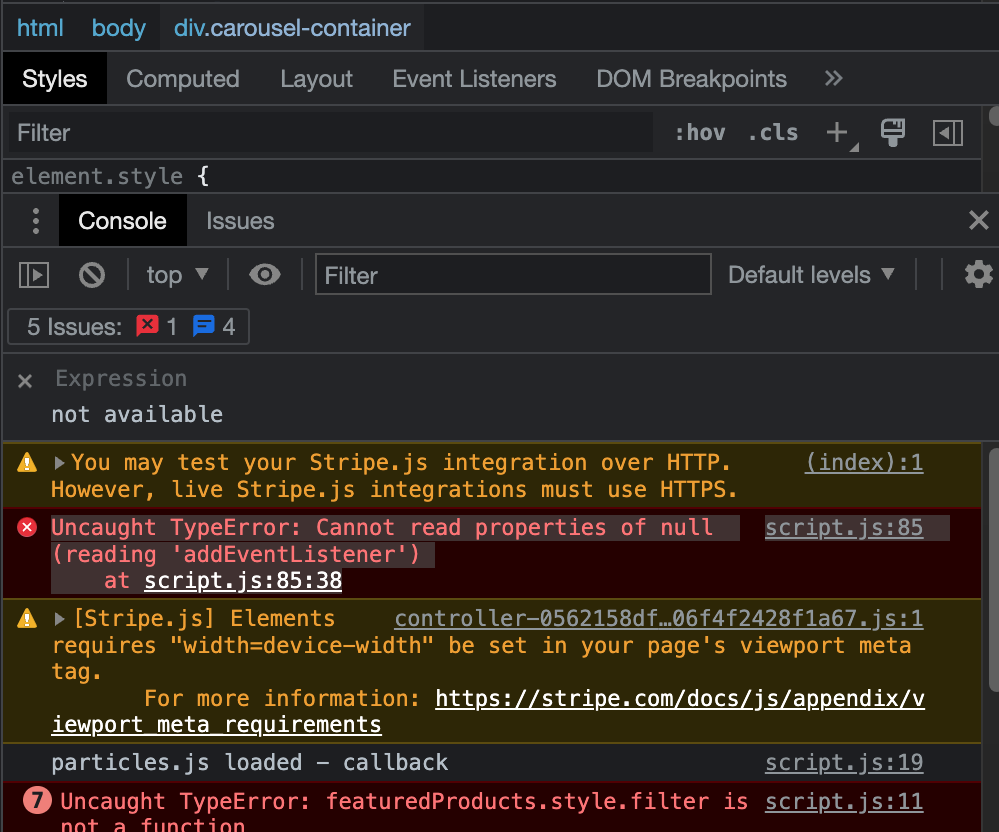 html body div.carousel-container
Styles Computed Layout Event Listeners DOM Breakpoints »
Filter :hov .cls +
element.style {
Console Issues
top ▼ Filter Default levels ▼
5 Issues: 1 4
Expression
not available
You may test your Stripe.js integration over HTTP. (index):1
However, live Stripe.js integrations must use HTTPS.
Uncaught TypeError: Cannot read properties of null script.js:85
(reading 'addEventListener')
at script.js:85:38
[Stripe.js] Elements controller-0562158df…06f4f2428f1a67.js:1
requires "width=device-width" be set in your page's viewport meta
tag.
For more information: https://stripe.com/docs/js/appendix/v
iewport_meta_requirements
particles.js loaded - callback script.js:19
7 Uncaught TypeError: featuredProducts.style.filter is script.js:11
not a function